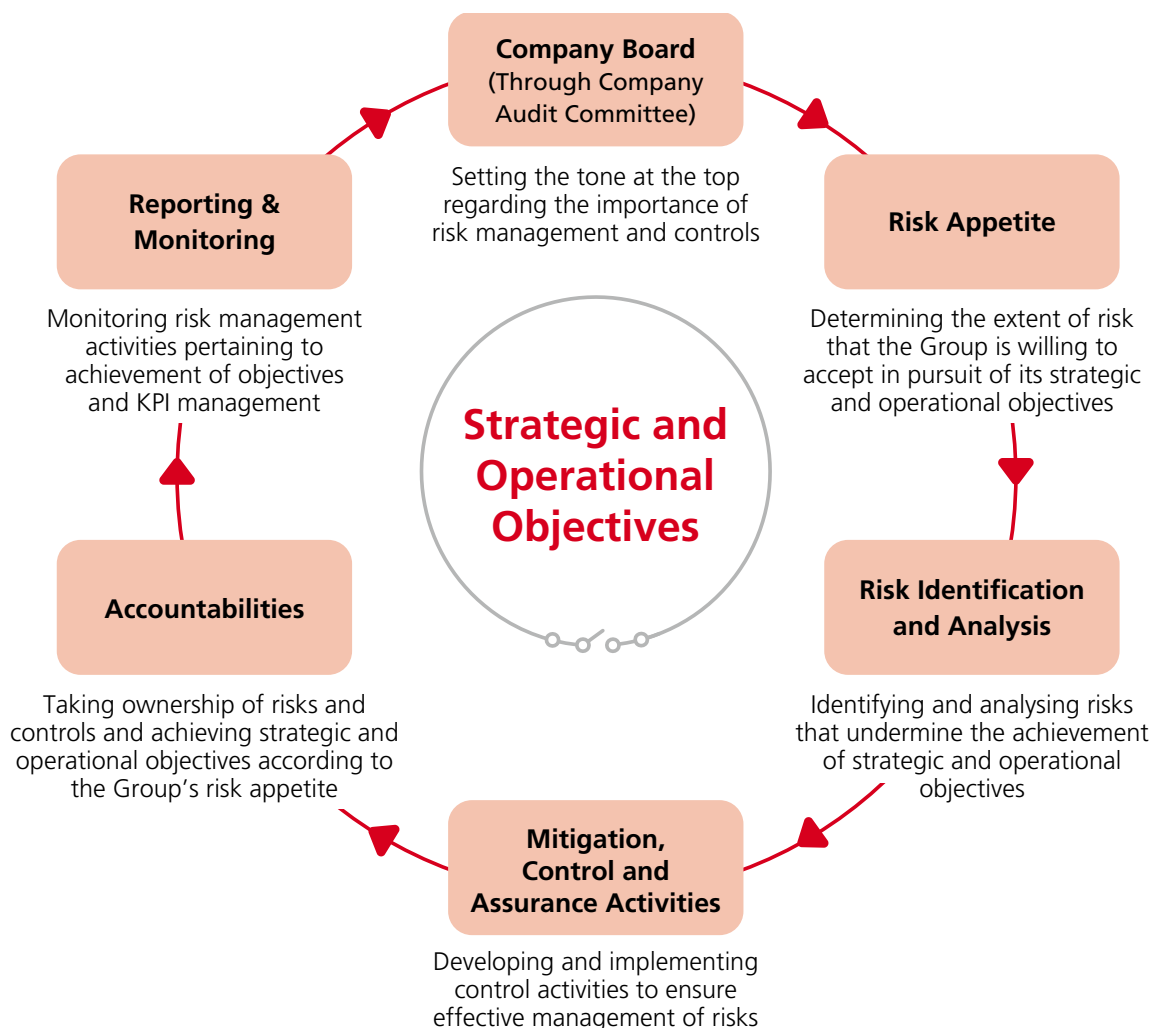 Company Board
(Through Company
Audit Committee)
Setting the tone at the top
regarding the importance of
risk management and controls
Risk Appetite
Determining the extent of risk
that the Group is willing to
accept in pursuit of its strategic
and operational objectives
Risk Identification
and Analysis
Identifying and analysing risks
that undermine the achievement
of strategic and operational
objectives
Mitigation,
Control and
Assurance Activities
Developing and implementing
control activities to ensure
effective management of risks
Accountabilities
Taking ownership of risks and
controls and achieving strategic and
operational objectives according to
the Group's risk appetite
Reporting &
Monitoring
Monitoring risk management
activities pertaining to
achievement of objectives
and KPI management
Strategic and
Operational
Objectives